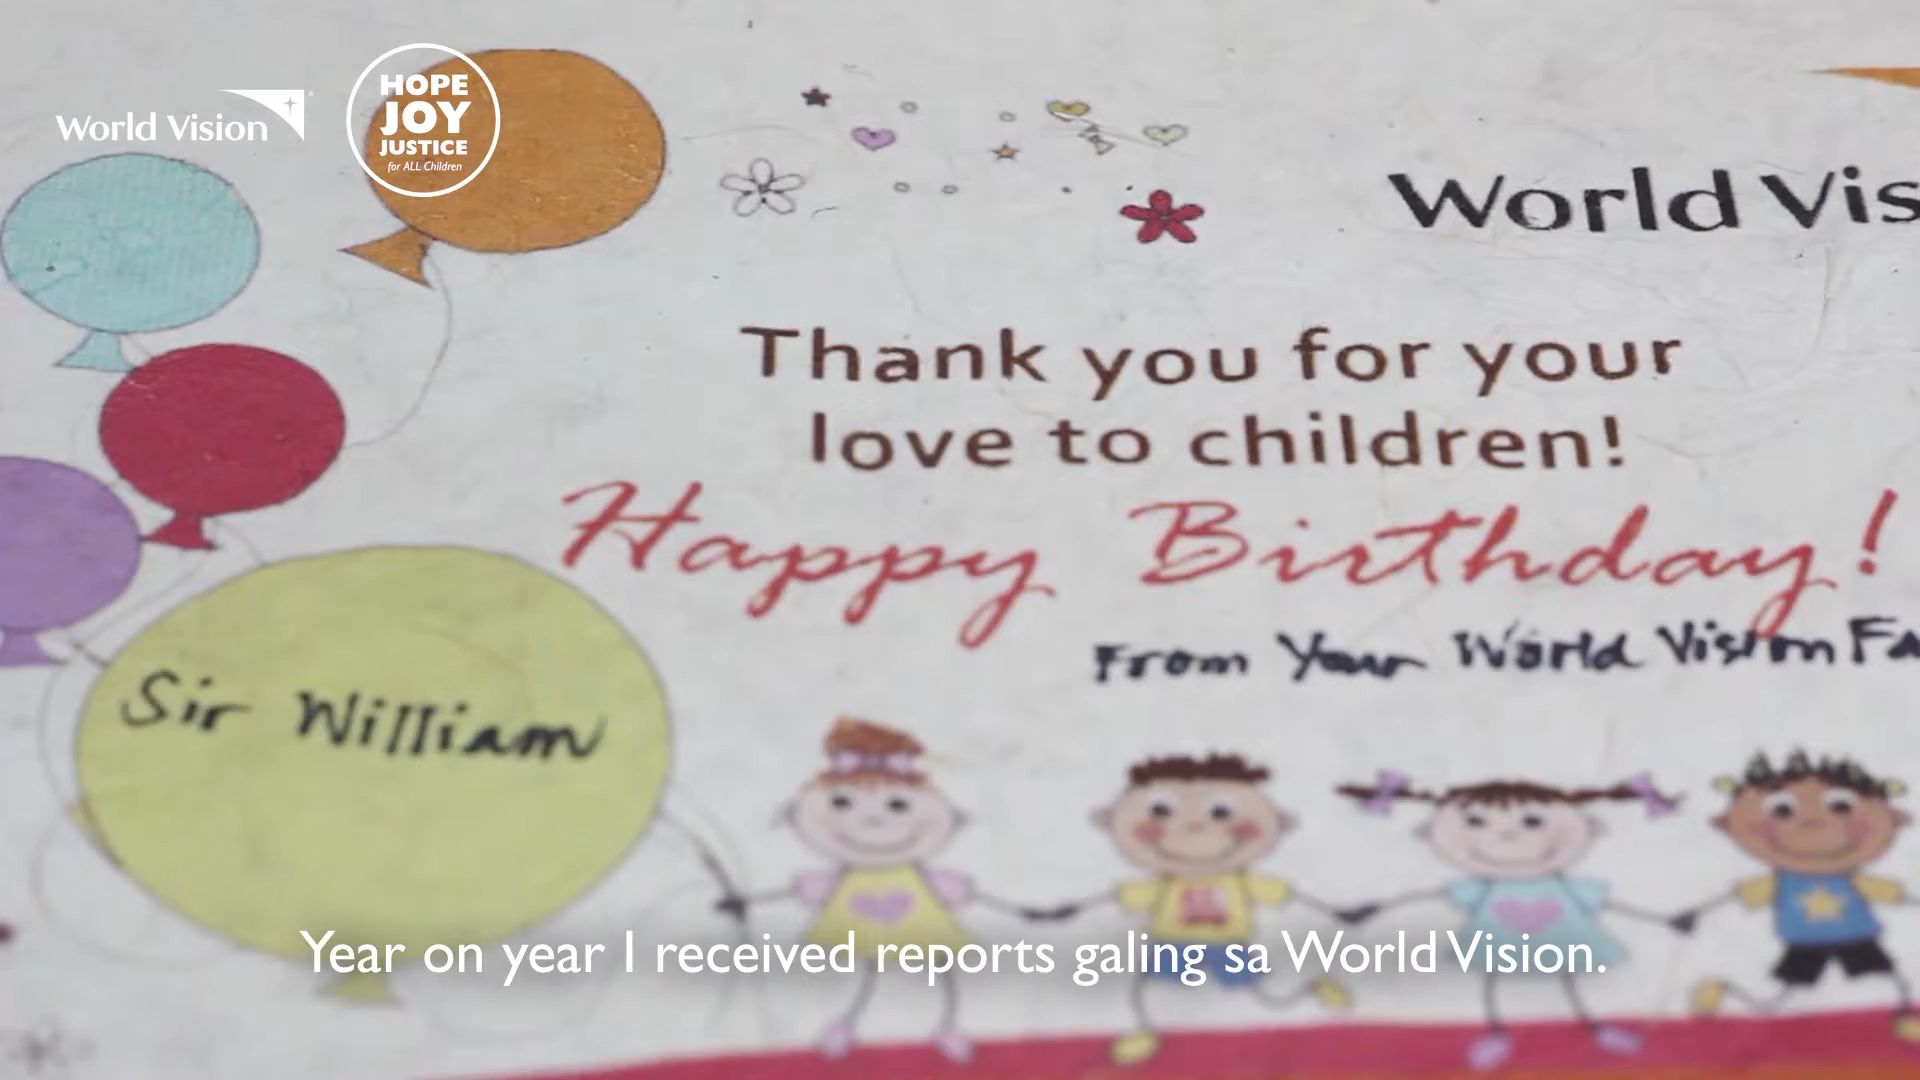 World Vision
HOPE
JOY
JUSTICE
for ALL Children
World Vis
Thank you for your
love to children!
Happy Birthday!
From Your World Vision Fa
Sir William
Year on year I received reports galing sa World Vision.